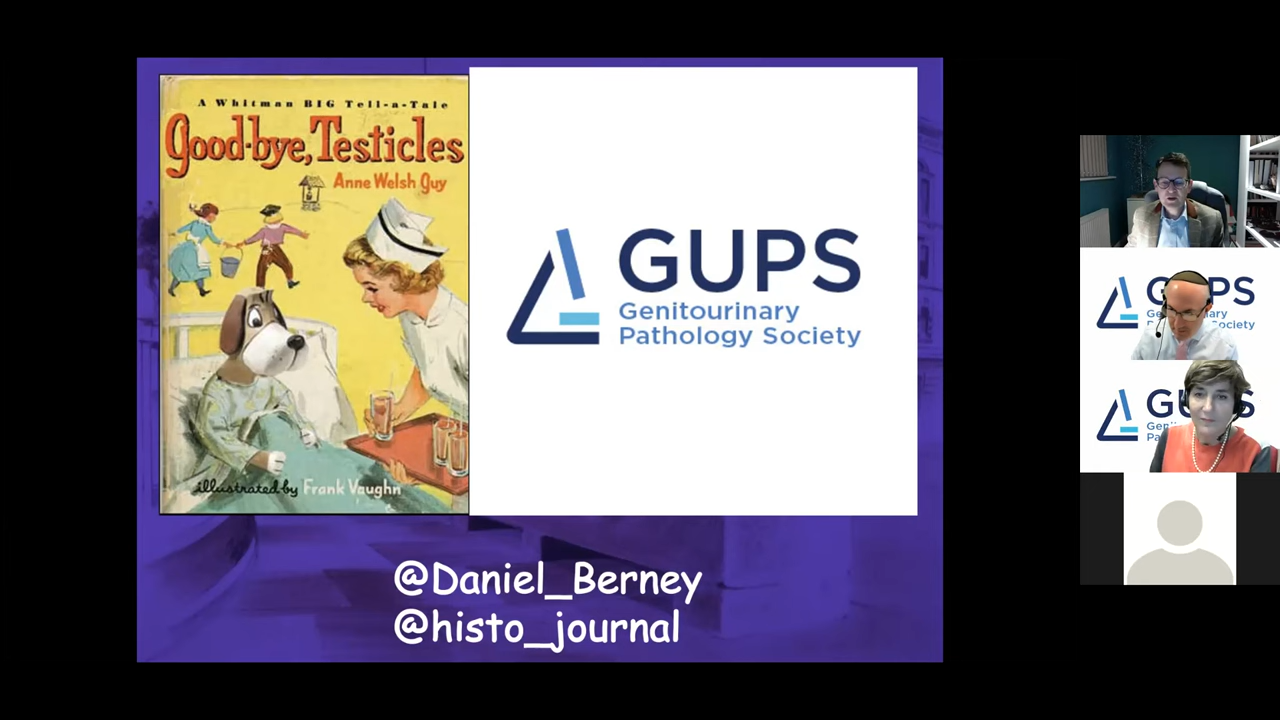 A Whitman BIG Tell-a-Tale
Good-bye, Testicles
Anne Welsh Guy
illustrated by Frank Vaughn
GUPS
Genitourinary
Pathology Society
@Daniel_Berney
@histo_journal